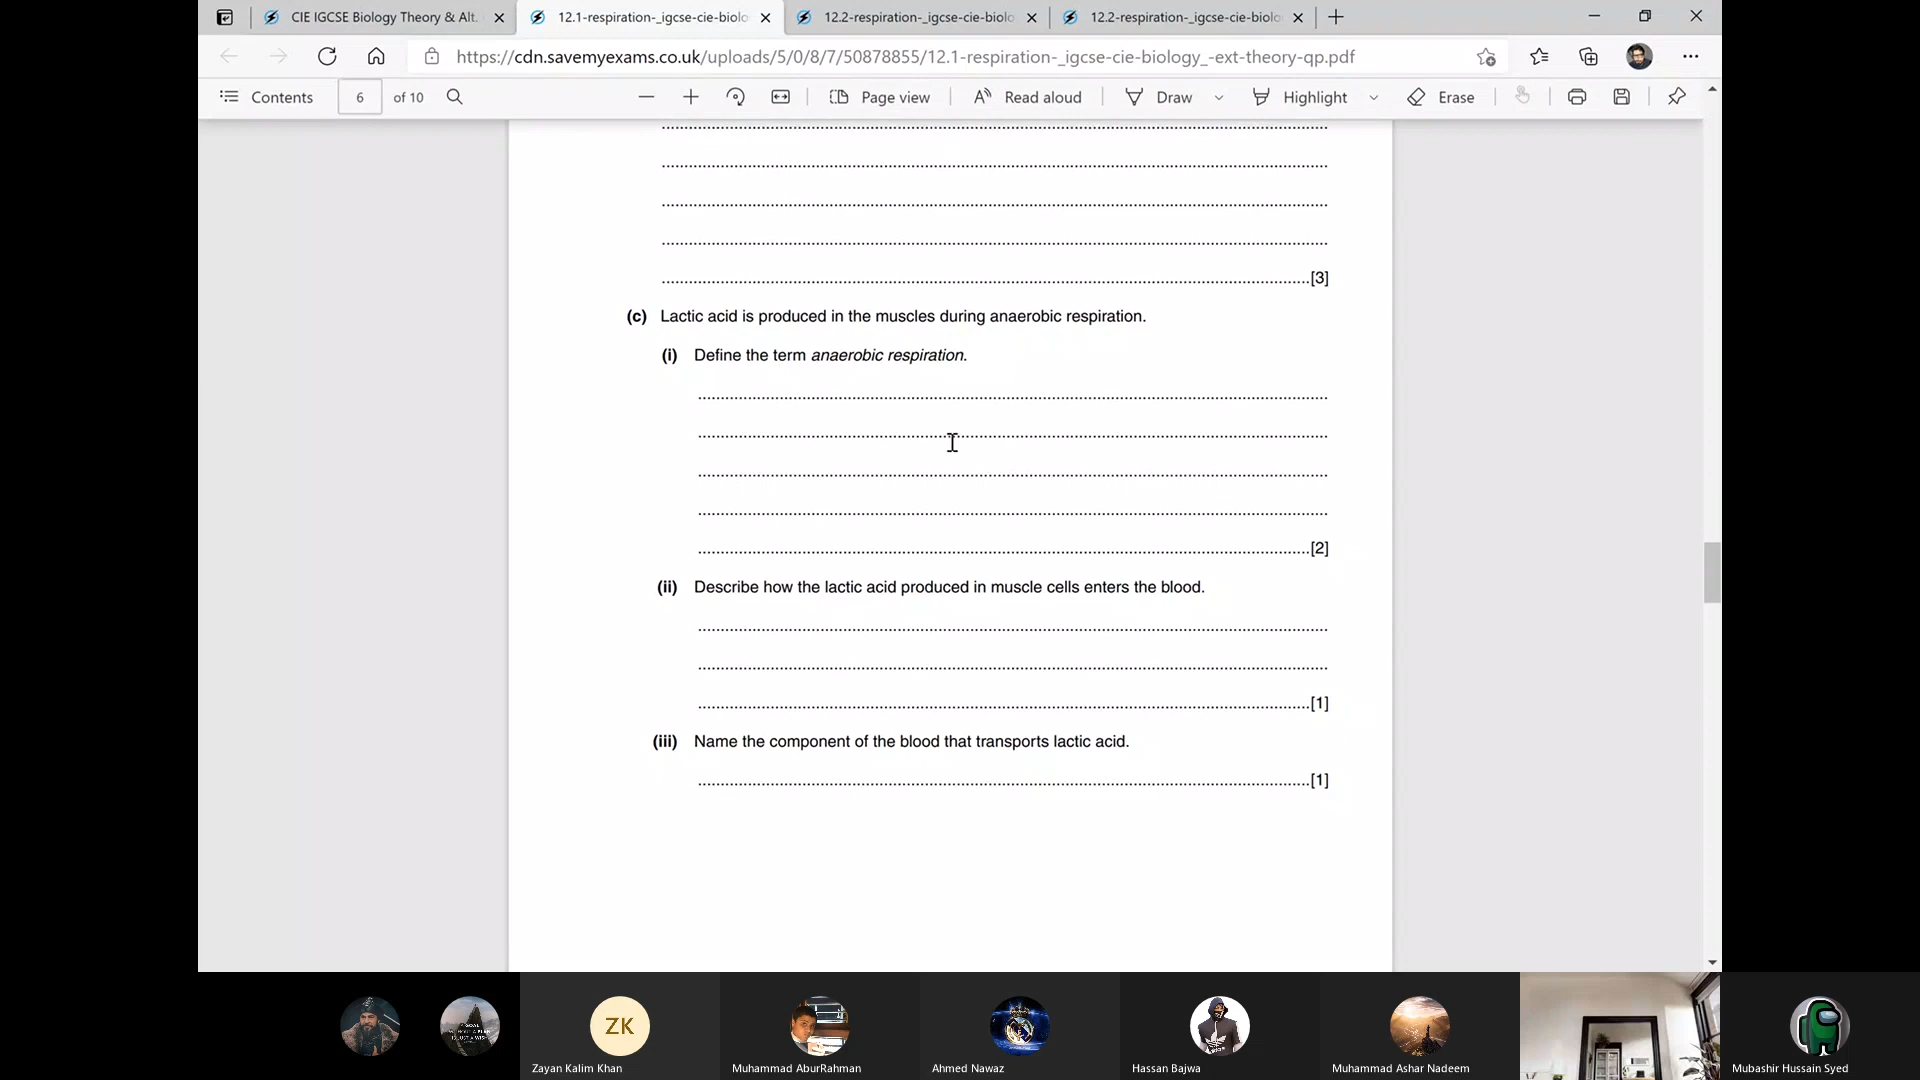 CIE IGCSE Biology Theory & Alt.
12.1-respiration-_igcse-cie-biolo
12.2-respiration-_igcse-cie-biolo
12.2-respiration-_igcse-cie-biolo
https://cdn.savemyexams.co.uk/uploads/5/0/8/7/50878855/12.1-respiration-_igcse-cie-biology_-ext-theory-qp.pdf
Contents 6 of 10 Page view Read aloud Draw Highlight Erase
[3]
(c) Lactic acid is produced in the muscles during anaerobic respiration.
(i) Define the term anaerobic respiration.
[2]
(ii) Describe how the lactic acid produced in muscle cells enters the blood.
[1]
(iii) Name the component of the blood that transports lactic acid.
[1]
ZK
Zayan Kalim Khan
Muhammad AburRahman
Ahmed Nawaz
Hassan Bajwa
Muhammad Ashar Nadeem
Mubashir Hussain Syed